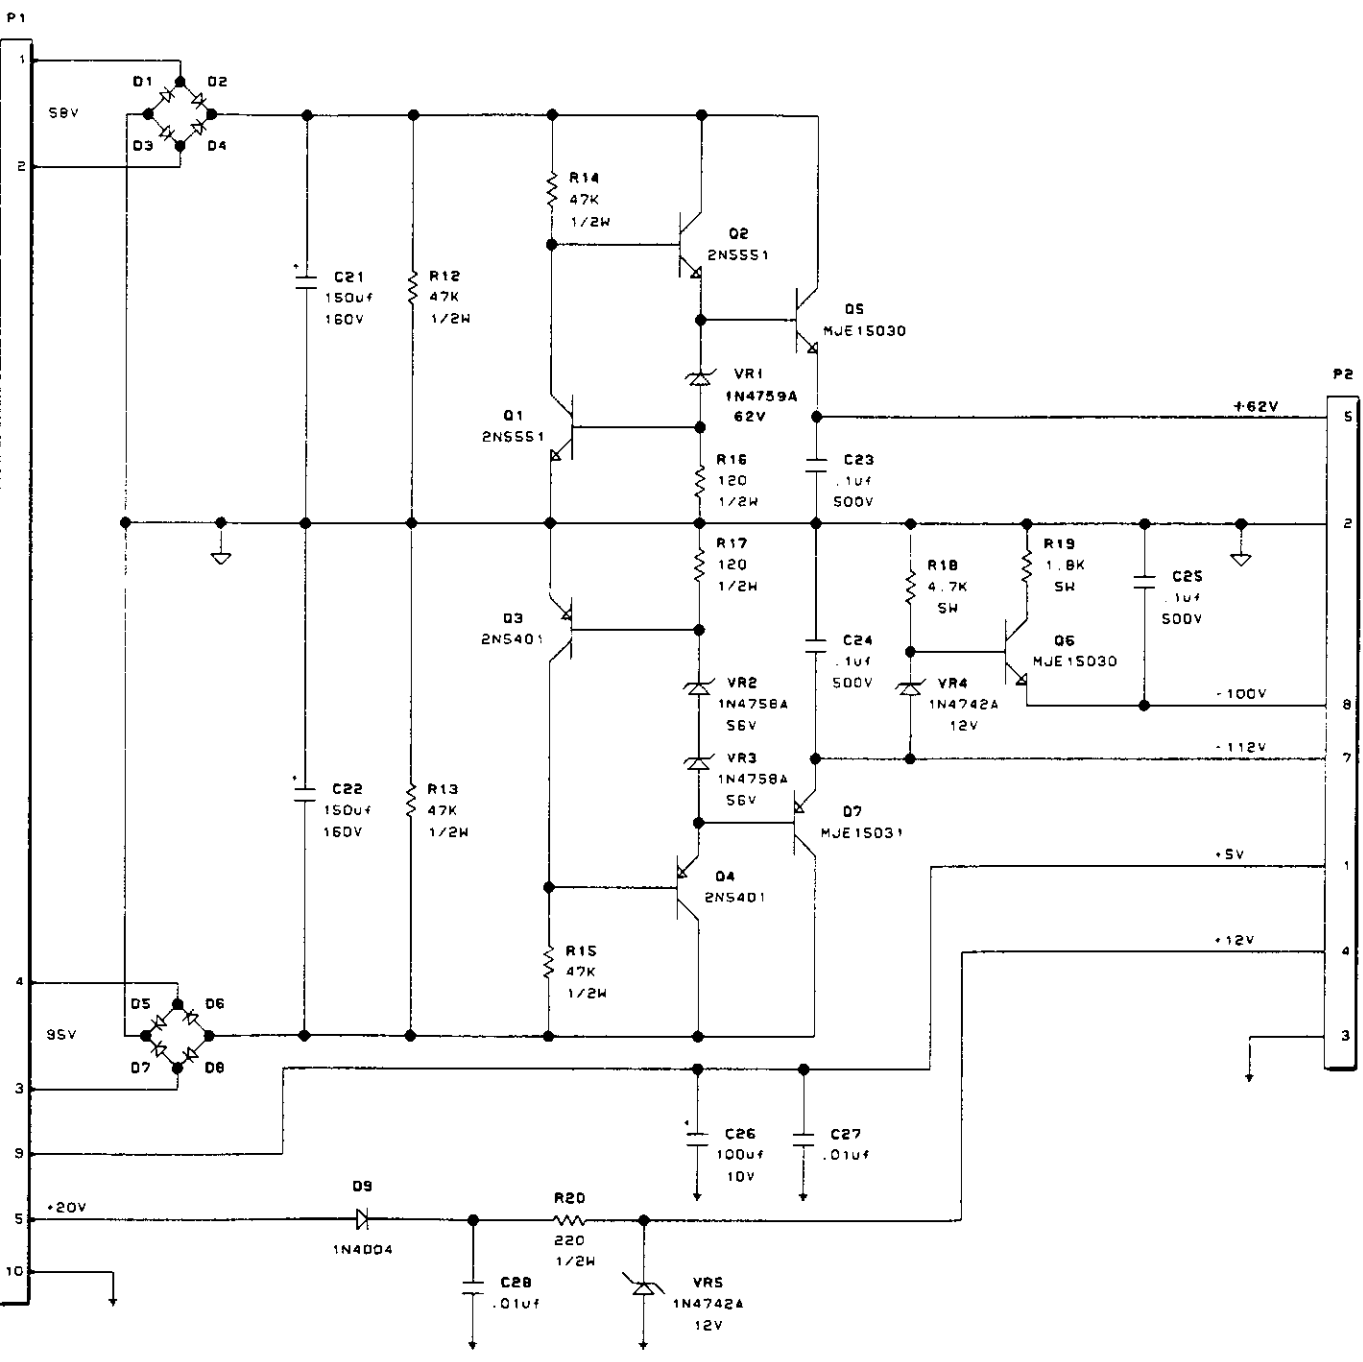 P1
1
58V
2
D1
D2
D3
D4
R14
47K
1/2W
Q2
2N5551
C21
150uf
160V
R12
47K
1/2W
Q5
MJE15030
VR1
1N4759A
62V
Q1
2N5551
P2
+62V
5
R16
120
1/2W
C23
.1uf
500V
2
R17
120
1/2W
R18
4.7K
5W
R19
1.8K
5W
C25
.1uf
500V
Q3
2N5401
C24
.1uf
500V
Q6
MJE15030
VR2
1N4758A
56V
VR4
1N4742A
12V
-100V
8
-112V
7
VR3
1N4758A
56V
C22
150uf
160V
R13
47K
1/2W
Q7
MJE15031
+5V
1
Q4
2N5401
+12V
4
R15
47K
1/2W
4
95V
3
D5
D6
D7
D8
3
9
C26
100uf
10V
C27
.01uf
+20V
5
D9
1N4004
R20
220
1/2W
10
C28
.01uf
VR5
1N4742A
12V